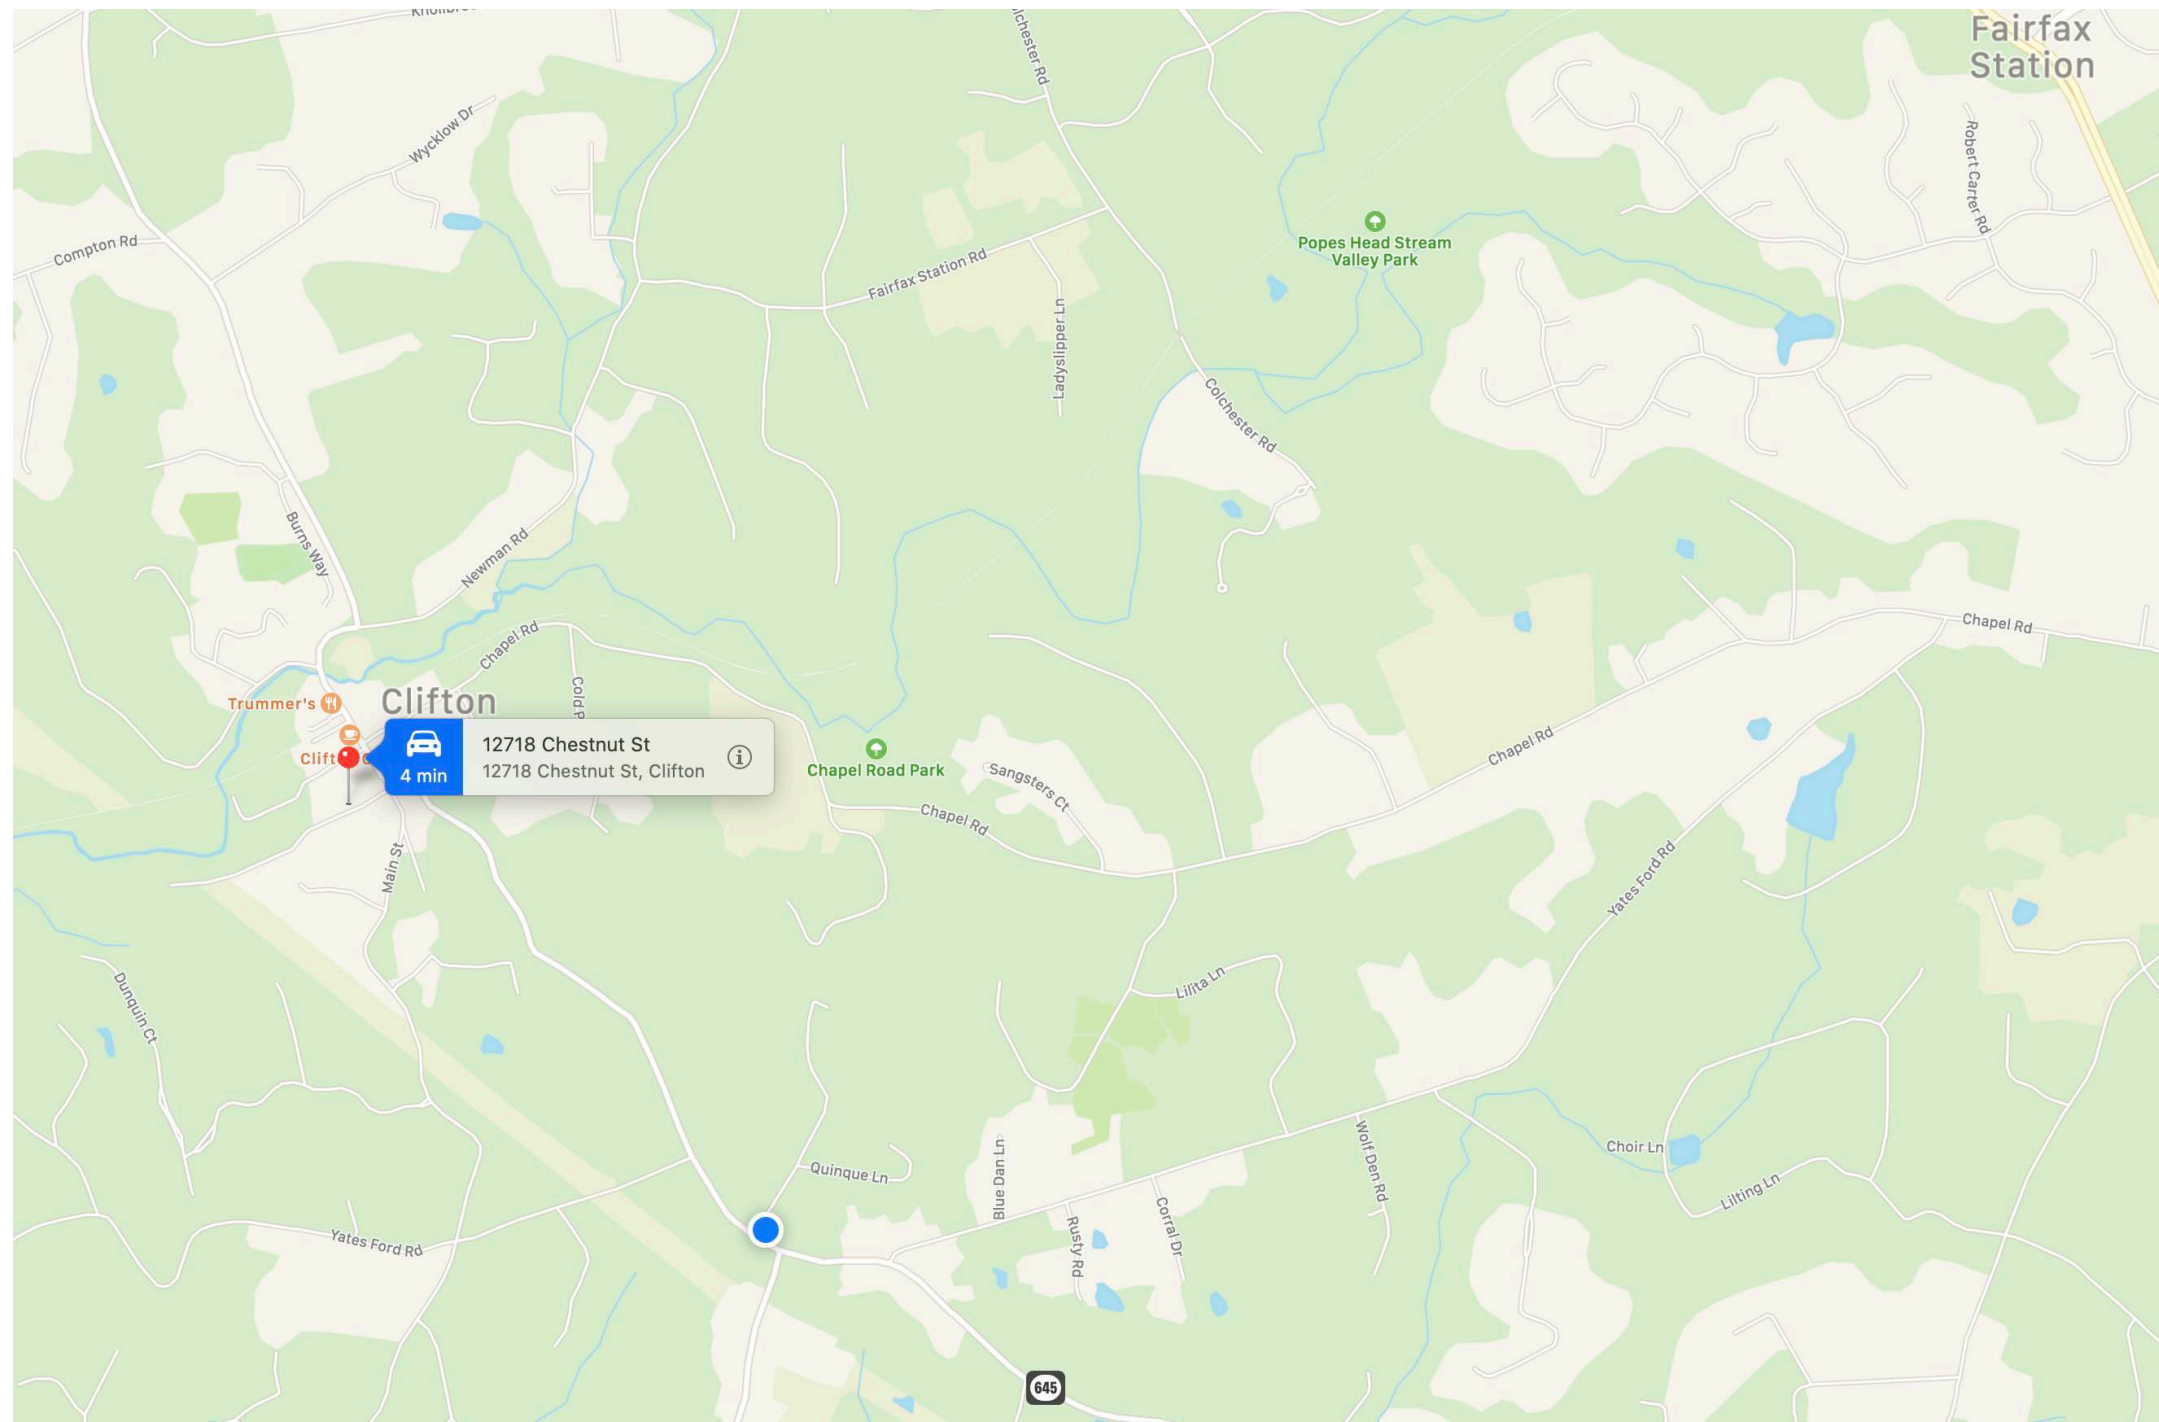 Fairfax
Station
Wycklow Dr
Robert Carter Rd
Compton Rd
Popes Head Stream
Valley Park
Fairfax Station Rd
Ladyslipper Ln
Colchester Rd
Burns Way
Newman Rd
Chapel Rd
Chapel Rd
Trummer's
Clifton
Chapel Rd
12718 Chestnut St
4 min
12718 Chestnut St, Clifton
Chapel Road Park
Sangsters Ct
Chapel Rd
Main St
Yates Ford Rd
Lilita Ln
Dunquin Ct
Quinque Ln
Blue Dan Ln
Wolf Den Rd
Choir Ln
Lilting Ln
Yates Ford Rd
Rusty Rd
Corral Dr
645